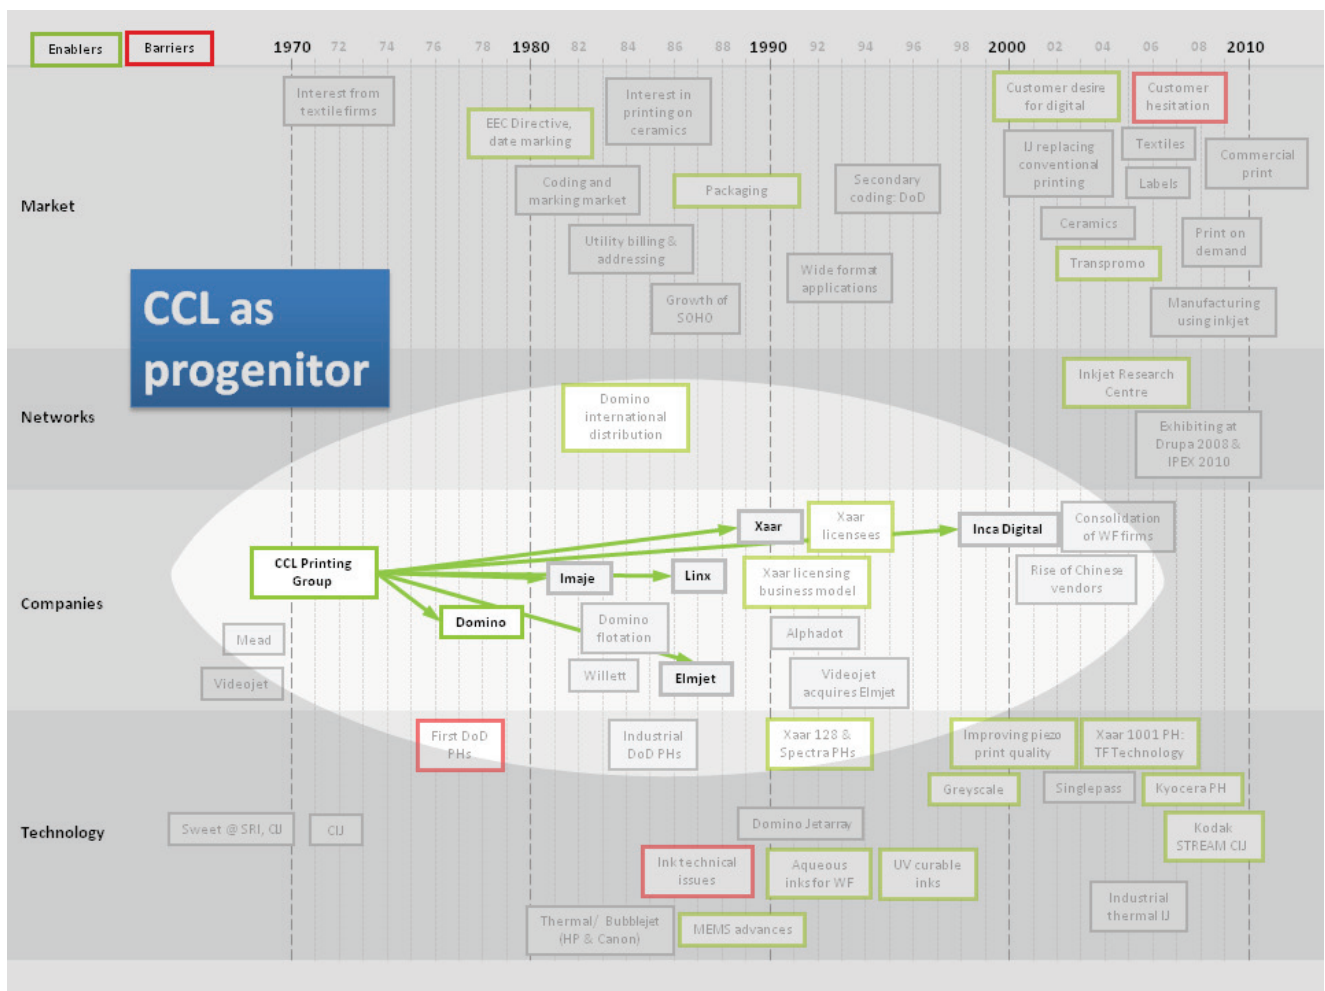 Enablers
Barriers
1970 72 74 76 78 1980 82 84 86 88 1990 92 94 96 98 2000 02 04 06 08 2010
Market
Interest from
textilefirms
EEC Directive,
date marking
Interest in
printing on
ceramics
Coding and
marking market
Packaging
Utility billing &
addressing
Growth of
SOHO
Secondary
coding: DoD
Wide format
applications
Customer desire
for digital
Customer
hesitation
IJ replacing
conventional
printing
Textiles
Labels
Commercial
print
Ceramics
Transpromo
Print on
demand
Manufacturing
using inkjet
CCL as
progenitor
Networks
Domino
international
distribution
Inkjet Research
Centre
Exhibiting at
Drupa 2008 &
IPEX 2010
Companies
CCL Printing
Group
Mead
Videojet
Domino
Imaje
Linx
Domino
flotation
Willett
Elmjet
Xaar
Xaar
licensees
Xaar licensing
business model
Alphadot
Videojet
acquires Elmjet
Inca Digital
Consolidation
of WF firms
Rise of Chinese
vendors
Technology
First DoD
PHs
Industrial
DoD PHs
Xaar 128 &
Spectra PHs
Improving piezo
print quality
Xaar 1001 PH:
TF Technology
Greyscale
Singlepass
Kyocera PH
Sweet @ SRI, CIJ
CIJ
Domino Jetarray
Kodak
STREAM CIJ
Ink technical
issues
Aqueous
inks for WF
UV curable
inks
Industrial
thermal IJ
Thermal/ Bubblejet
(HP & Canon)
MEMS advances